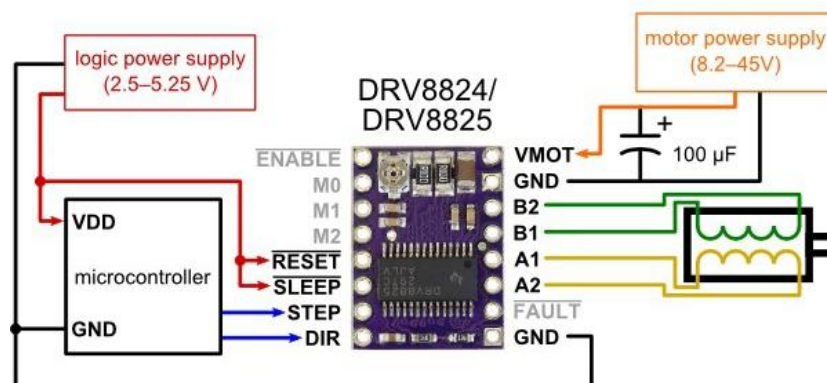 logic power supply
(2.5–5.25 V)
motor power supply
(8.2–45V)
DRV8824/
DRV8825
ENABLE
M0
M1
M2
RESET
SLEEP
STEP
DIR
VMOT
GND
B2
B1
A1
A2
FAULT
GND
+
100 µF
VDD
microcontroller
GND
DRV8825